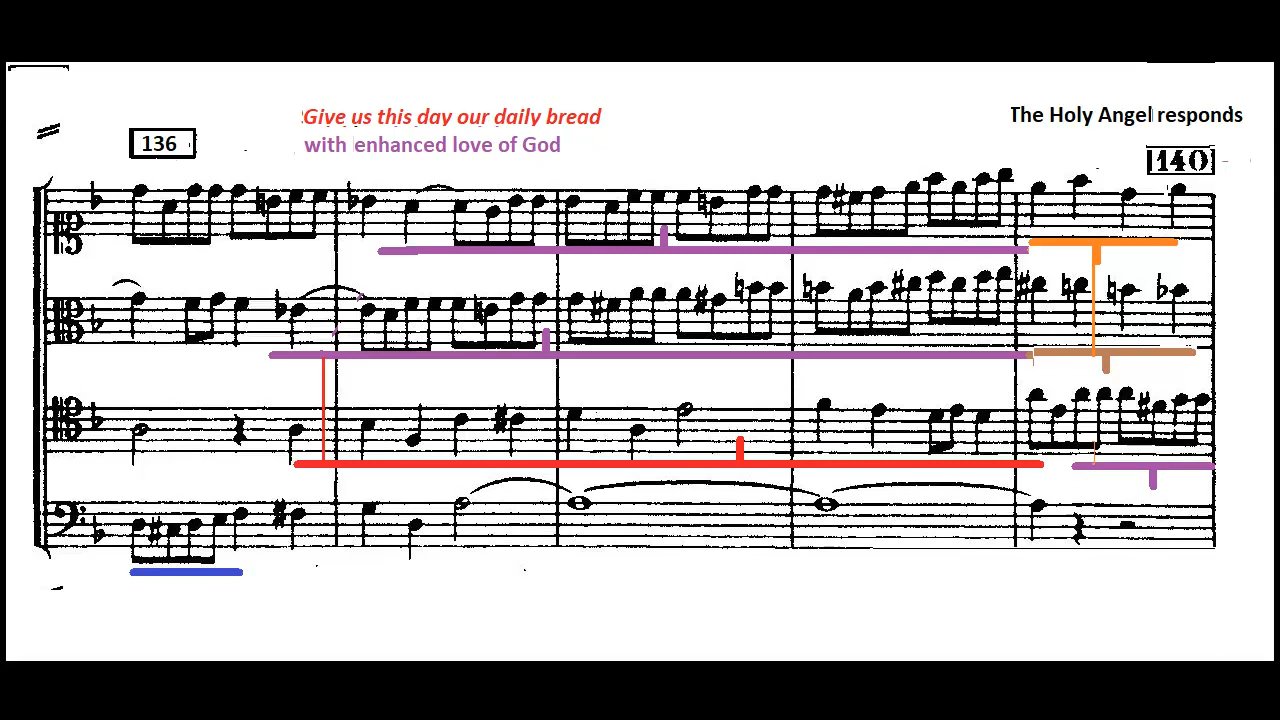 Give us this day our daily bread
The Holy Angel responds
136
with enhanced love of God
140